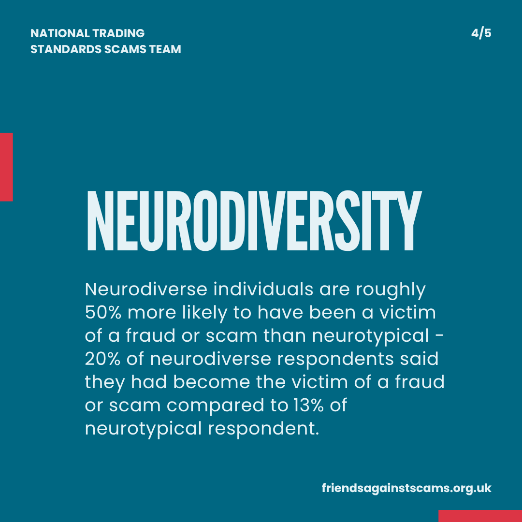 NATIONAL TRADING
STANDARDS SCAMS TEAM
4/5
NEURODIVERSITY
Neurodiverse individuals are roughly
50% more likely to have been a victim
of a fraud or scam than neurotypical -
20% of neurodiverse respondents said
they had become the victim of a fraud
or scam compared to 13% of
neurotypical respondent.
friendsagainstscams.org.uk